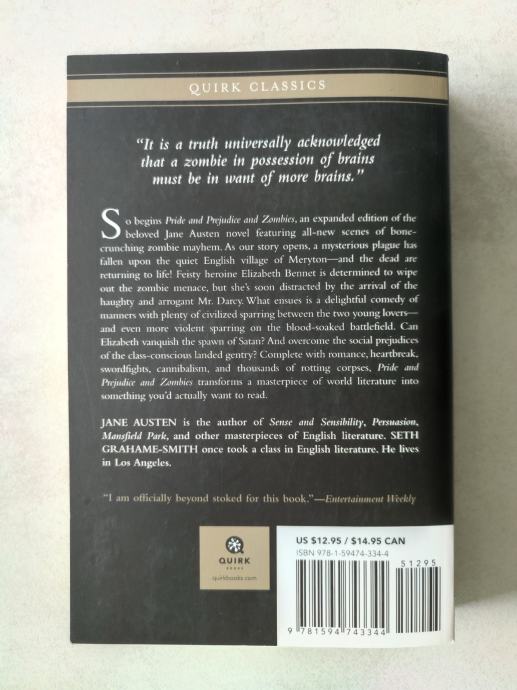 QUIRK CLASSICS
“It is a truth universally acknowledged
that a zombie in possession of brains
must be in want of more brains.”
So begins Pride and Prejudice and Zombies, an expanded edition of the
beloved Jane Austen novel featuring all-new scenes of bone-
crunching zombie mayhem. As our story opens, a mysterious plague has
fallen upon the quiet English village of Meryton—and the dead are
returning to life! Feisty heroine Elizabeth Bennet is determined to wipe
out the zombie menace, but she's soon distracted by the arrival of the
haughty and arrogant Mr. Darcy. What ensues is a delightful comedy of
manners with plenty of civilized sparring between the two young lovers—
and even more violent sparring on the blood-soaked battlefield. Can
Elizabeth vanquish the spawn of Satan? And overcome the social prejudices
of the class-conscious landed gentry? Complete with romance, heartbreak,
swordfights, cannibalism, and thousands of rotting corpses, Pride and
Prejudice and Zombies transforms a masterpiece of world literature into
something you'd actually want to read.
JANE AUSTEN is the author of Sense and Sensibility, Persuasion,
Mansfield Park, and other masterpieces of English literature. SETH
GRAHAME-SMITH once took a class in English literature. He lives
in Los Angeles.
“I am officially beyond stoked for this book.”—Entertainment Weekly
QUIRK
BOOKS
quirkbooks.com
US $12.95 / $14.95 CAN
ISBN 978-1-59474-334-4
51295
9 781594 743344